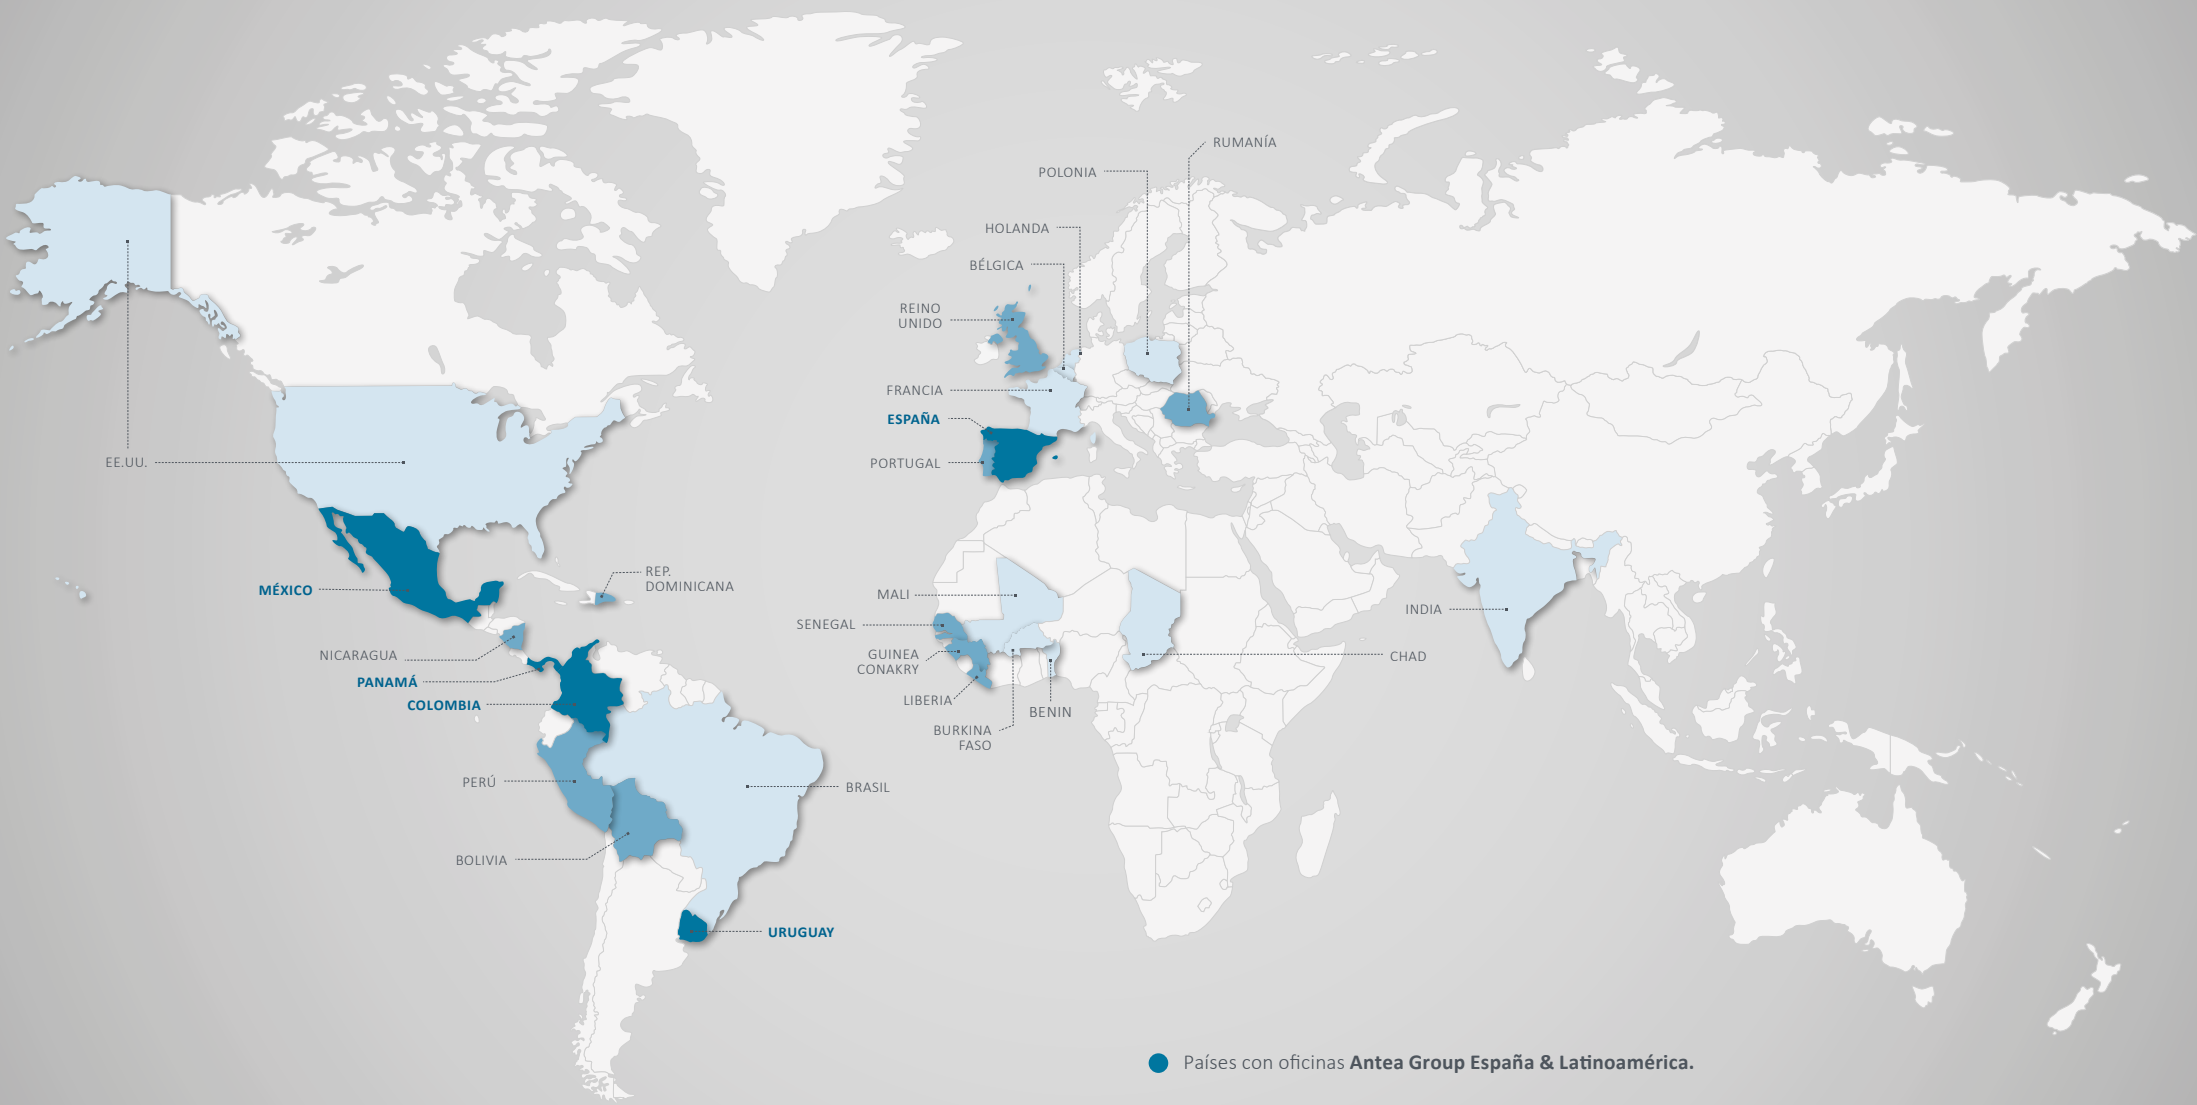 RUMANÍA
POLONIA
HOLANDA
BÉLGICA
REINO
UNIDO
FRANCIA
ESPAÑA
PORTUGAL
EE.UU.
MÉXICO
REP.
DOMINICANA
NICARAGUA
PANAMÁ
COLOMBIA
PERÚ
BOLIVIA
BRASIL
URUGUAY
MALI
SENEGAL
GUINEA
CONAKRY
LIBERIA
BURKINA
FASO
BENIN
CHAD
INDIA
Países con oficinas Antea Group España & Latinoamérica.